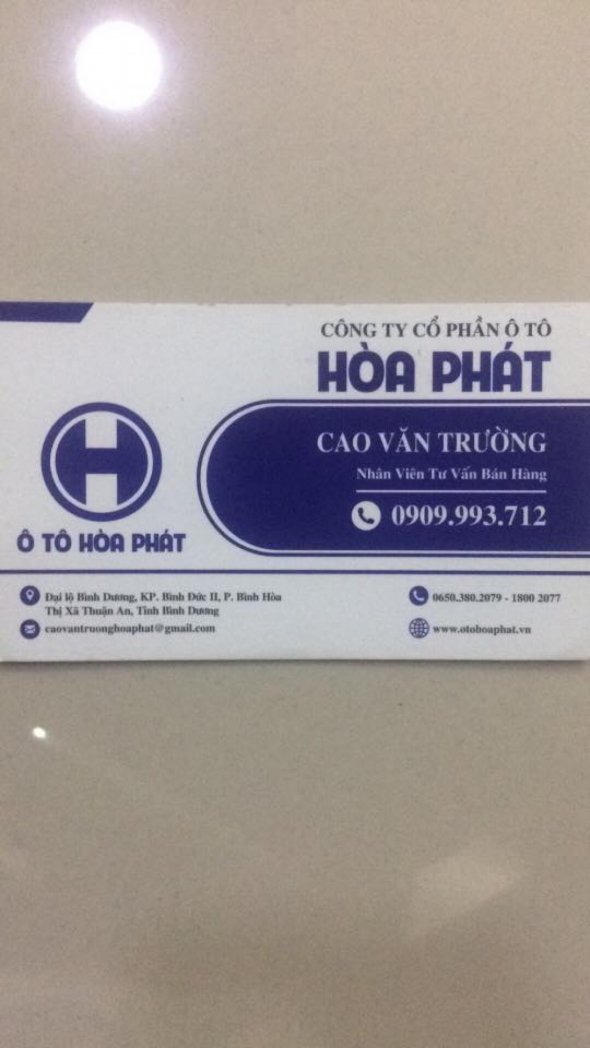 CÔNG TY CỔ PHẦN Ô TÔ
HÒA PHÁT
CAO VĂN TRƯỜNG
Nhân Viên Tư Vấn Bán Hàng
0909.993.712
Ô TÔ HÒA PHÁT
Đại lộ Bình Dương, KP. Bình Đức II, P. Bình Hòa
Thị Xã Thuận An, Tỉnh Bình Dương
caovantruonghoaphat@gmail.com
0650.380.2079 - 1800 2077
www.otohoaphat.vn